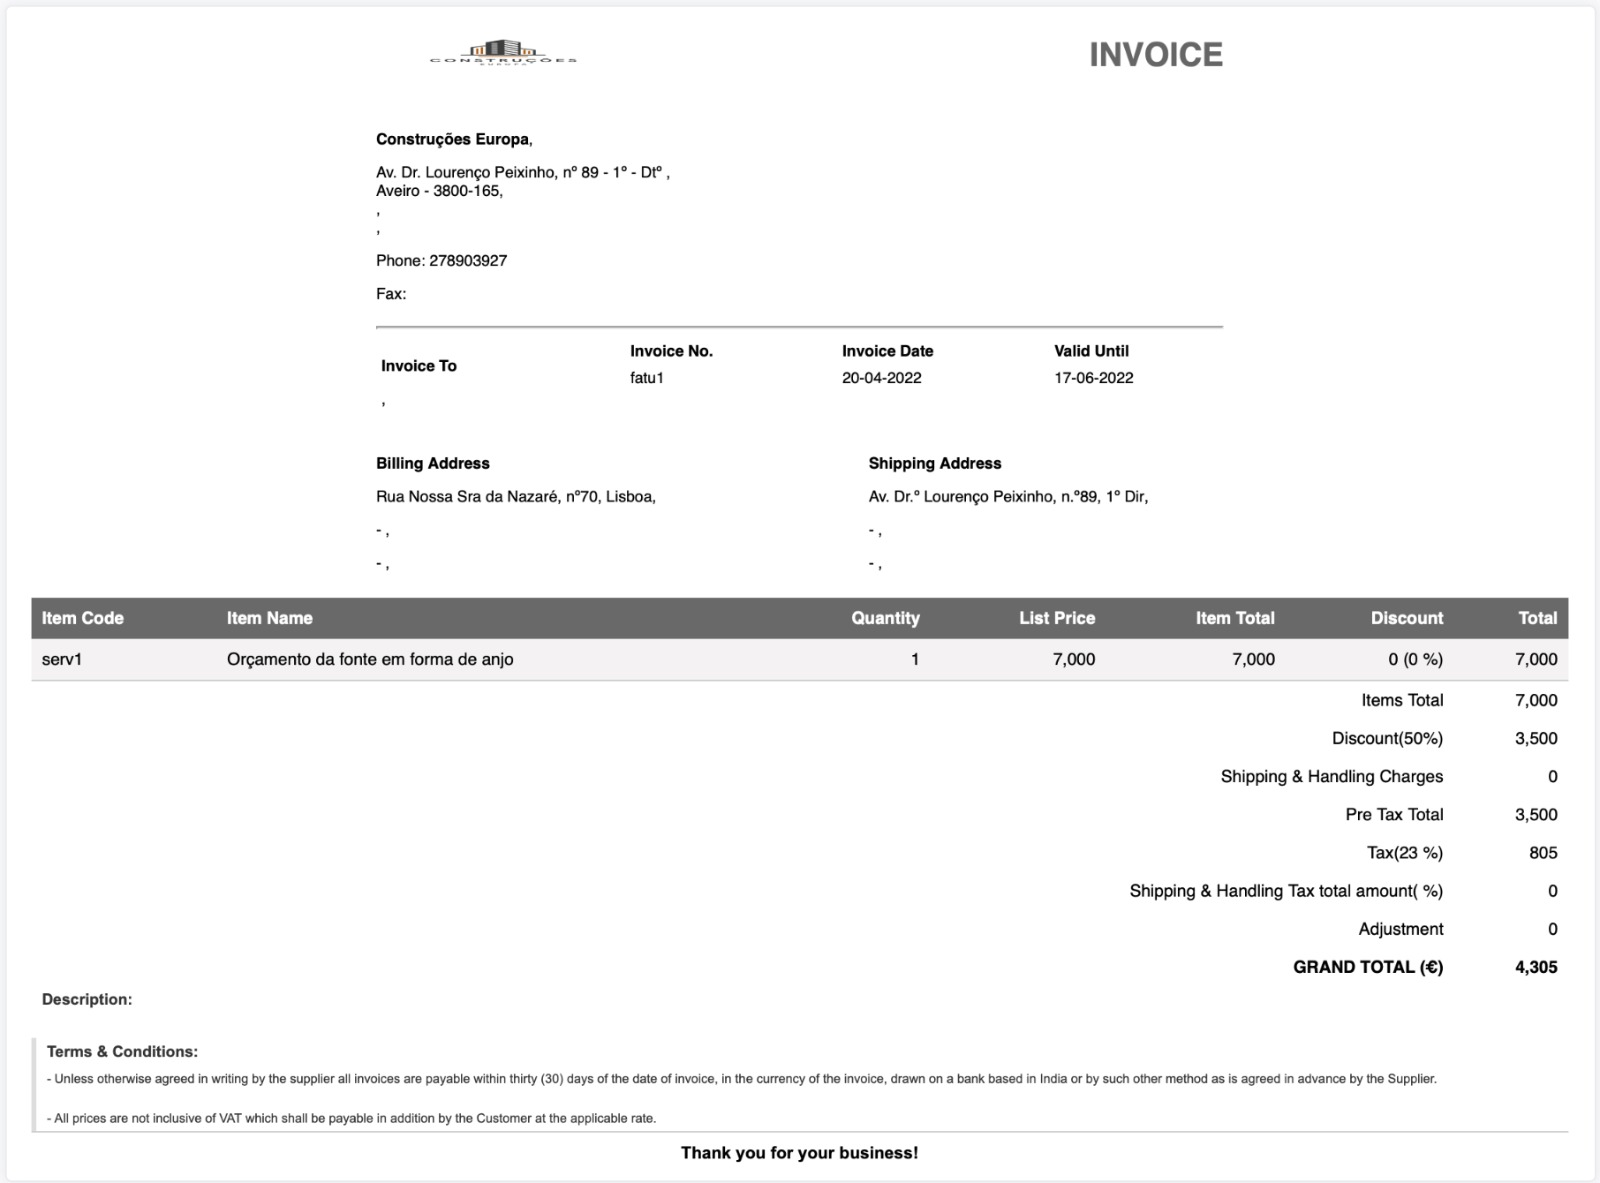 CONSTRUÇÕES
EUROPA
INVOICE
Construções Europa,
Av. Dr. Lourenço Peixinho, nº 89 - 1º - Dtº ,
Aveiro - 3800-165,
,
,
Phone: 278903927
Fax:
Invoice To
Invoice No.
Invoice Date
Valid Until
fatu1
20-04-2022
17-06-2022
,
Billing Address
Shipping Address
Rua Nossa Sra da Nazaré, nº70, Lisboa,
Av. Dr.º Lourenço Peixinho, n.º89, 1º Dir,
- ,
- ,
- ,
- ,
Item Code Item Name Quantity List Price Item Total Discount Total
serv1 Orçamento da fonte em forma de anjo 1 7,000 7,000 0 (0 %) 7,000
Items Total 7,000
Discount(50%) 3,500
Shipping & Handling Charges 0
Pre Tax Total 3,500
Tax(23 %) 805
Shipping & Handling Tax total amount( %) 0
Adjustment 0
GRAND TOTAL (€) 4,305
Description:
Terms & Conditions:
- Unless otherwise agreed in writing by the supplier all invoices are payable within thirty (30) days of the date of invoice, in the currency of the invoice, drawn on a bank based in India or by such other method as is agreed in advance by the Supplier.
- All prices are not inclusive of VAT which shall be payable in addition by the Customer at the applicable rate.
Thank you for your business!